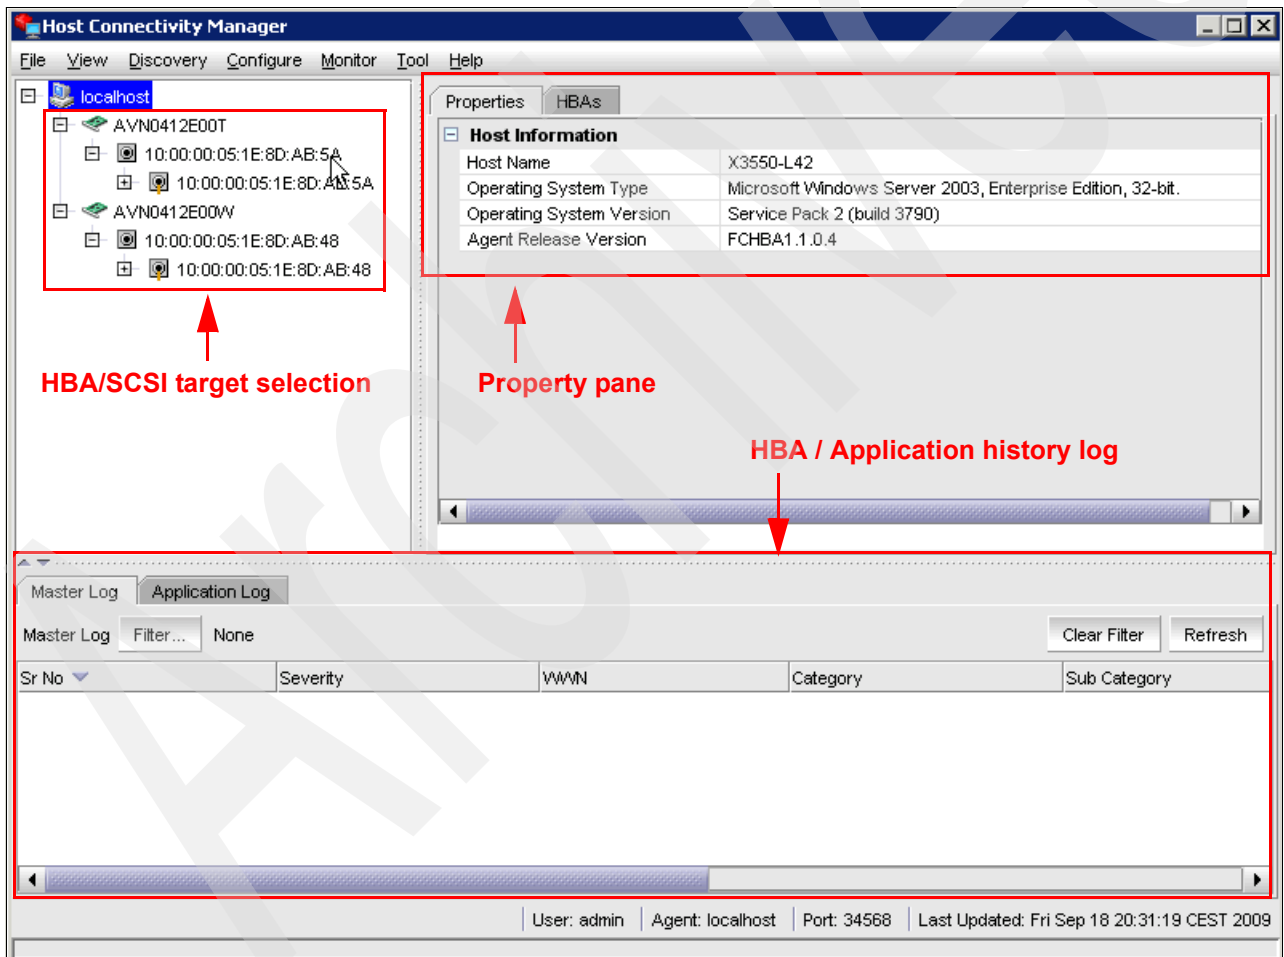 Host Connectivity Manager
File View Discovery Configure Monitor Tool Help
localhost
AVN0412E00T
10:00:00:05:1E:8D:AB:5A
10:00:00:05:1E:8D:AB:5A
AVN0412E00W
10:00:00:05:1E:8D:AB:48
10:00:00:05:1E:8D:AB:48
HBA/SCSI target selection
Properties HBAs
Host Information
Host Name X3550-L42
Operating System Type Microsoft Windows Server 2003, Enterprise Edition, 32-bit.
Operating System Version Service Pack 2 (build 3790)
Agent Release Version FCHBA1.1.0.4
Property pane
HBA / Application history log
Master Log Application Log
Master Log Filter... None Clear Filter Refresh
Sr No Severity WWN Category Sub Category
User: admin Agent: localhost Port: 34568 Last Updated: Fri Sep 18 20:31:19 CEST 2009
Archive